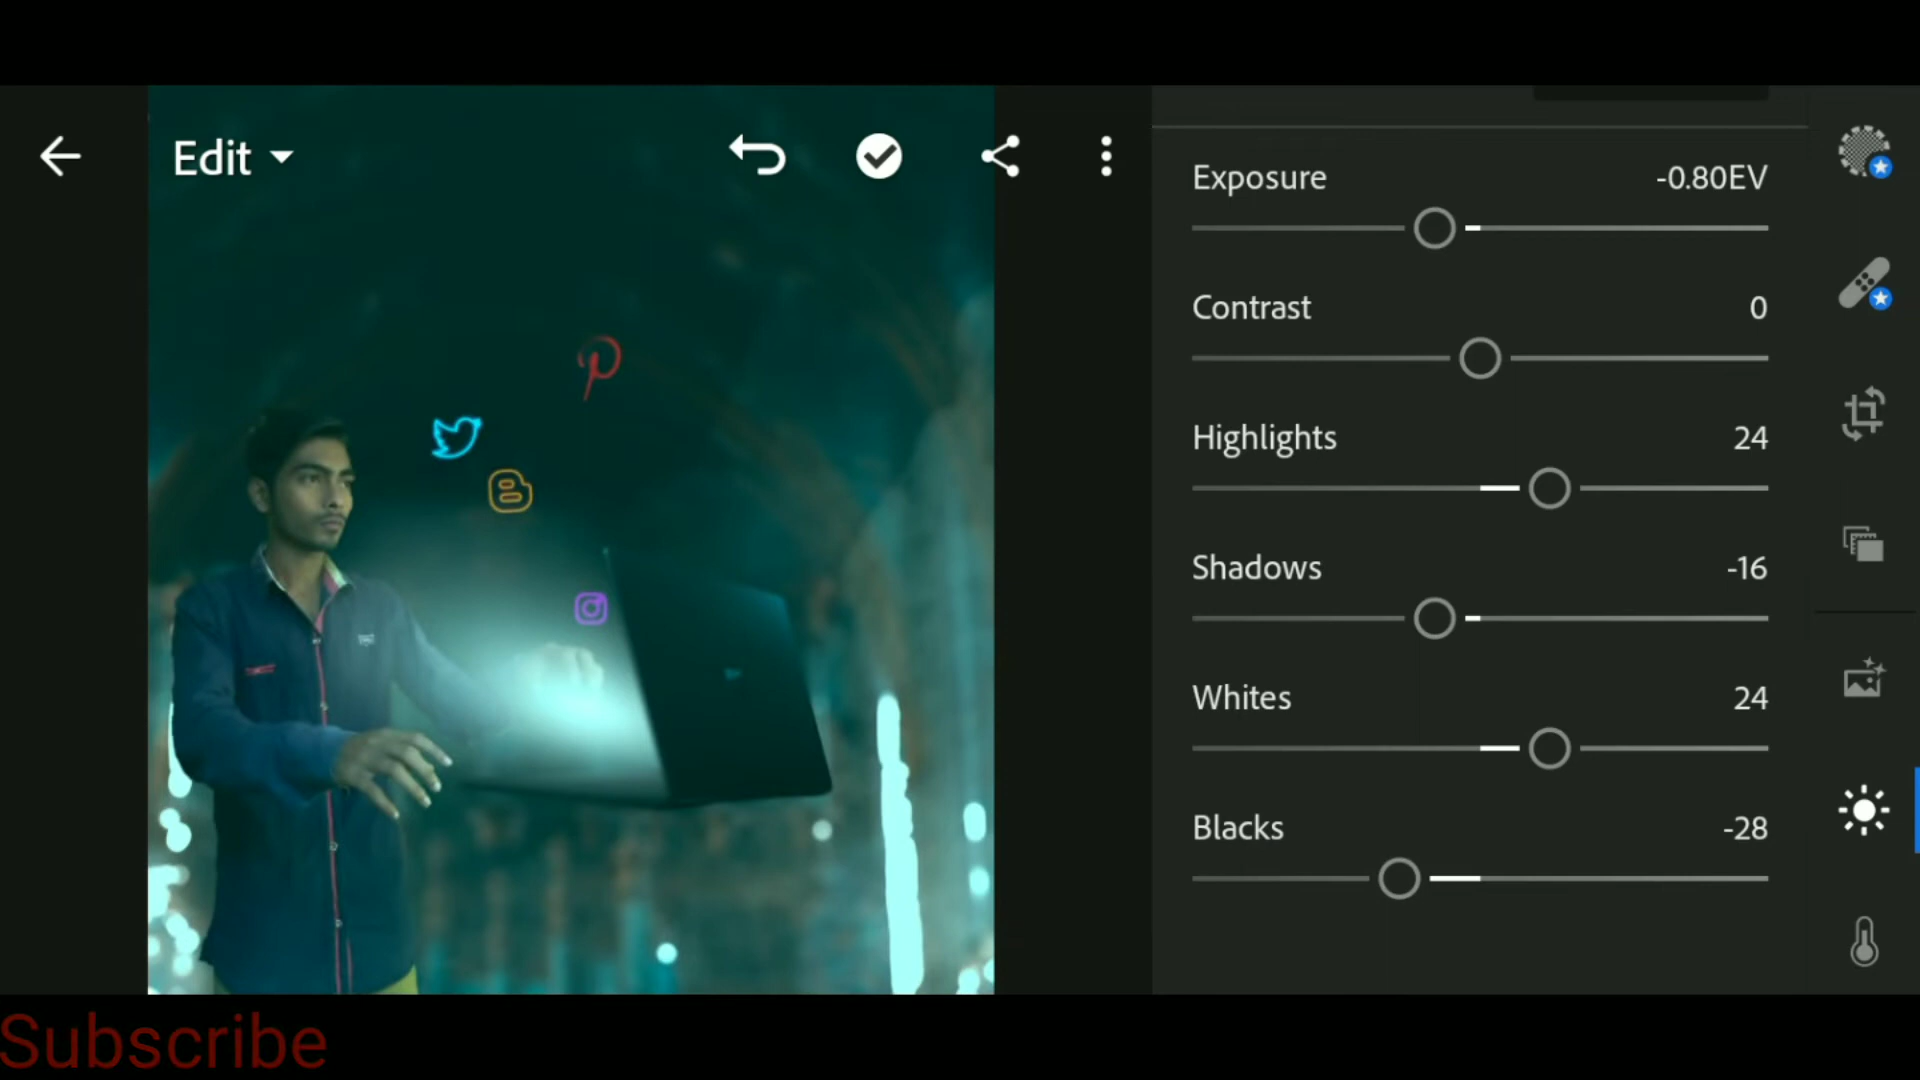 Edit
Exposure -0.80EV
Contrast 0
Highlights 24
Shadows -16
Whites 24
Blacks -28
Subscribe